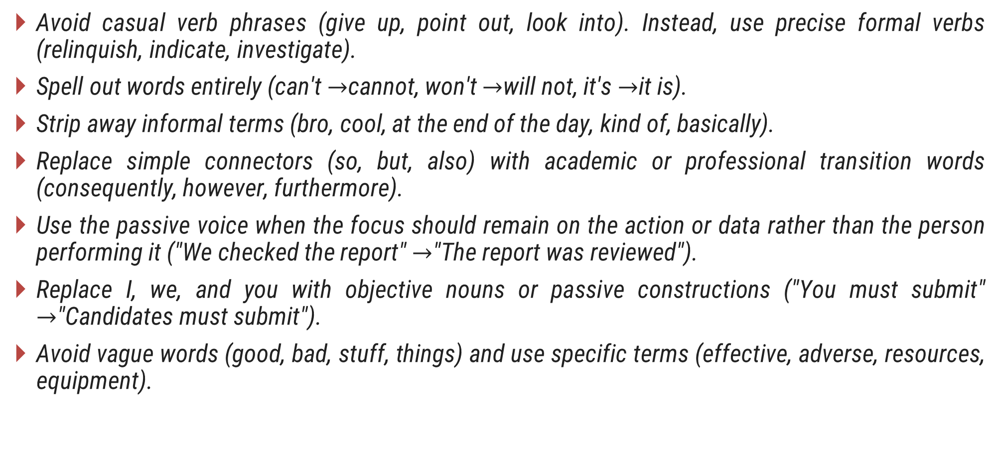 Avoid casual verb phrases (give up, point out, look into). Instead, use precise formal verbs
(relinquish, indicate, investigate).
Spell out words entirely (can't →cannot, won't →will not, it's →it is).
Strip away informal terms (bro, cool, at the end of the day, kind of, basically).
Replace simple connectors (so, but, also) with academic or professional transition words
(consequently, however, furthermore).
Use the passive voice when the focus should remain on the action or data rather than the person
performing it ("We checked the report" →"The report was reviewed").
Replace I, we, and you with objective nouns or passive constructions ("You must submit"
→"Candidates must submit").
Avoid vague words (good, bad, stuff, things) and use specific terms (effective, adverse, resources,
equipment).